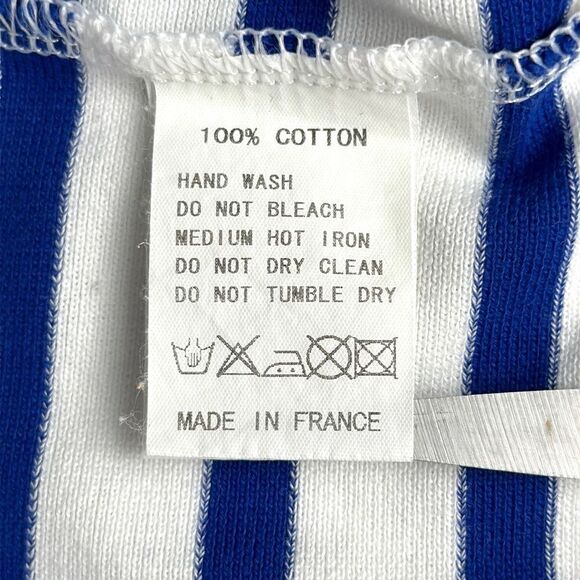 100% COTTON
HAND WASH
DO NOT BLEACH
MEDIUM HOT IRON
DO NOT DRY CLEAN
DO NOT TUMBLE DRY
MADE IN FRANCE